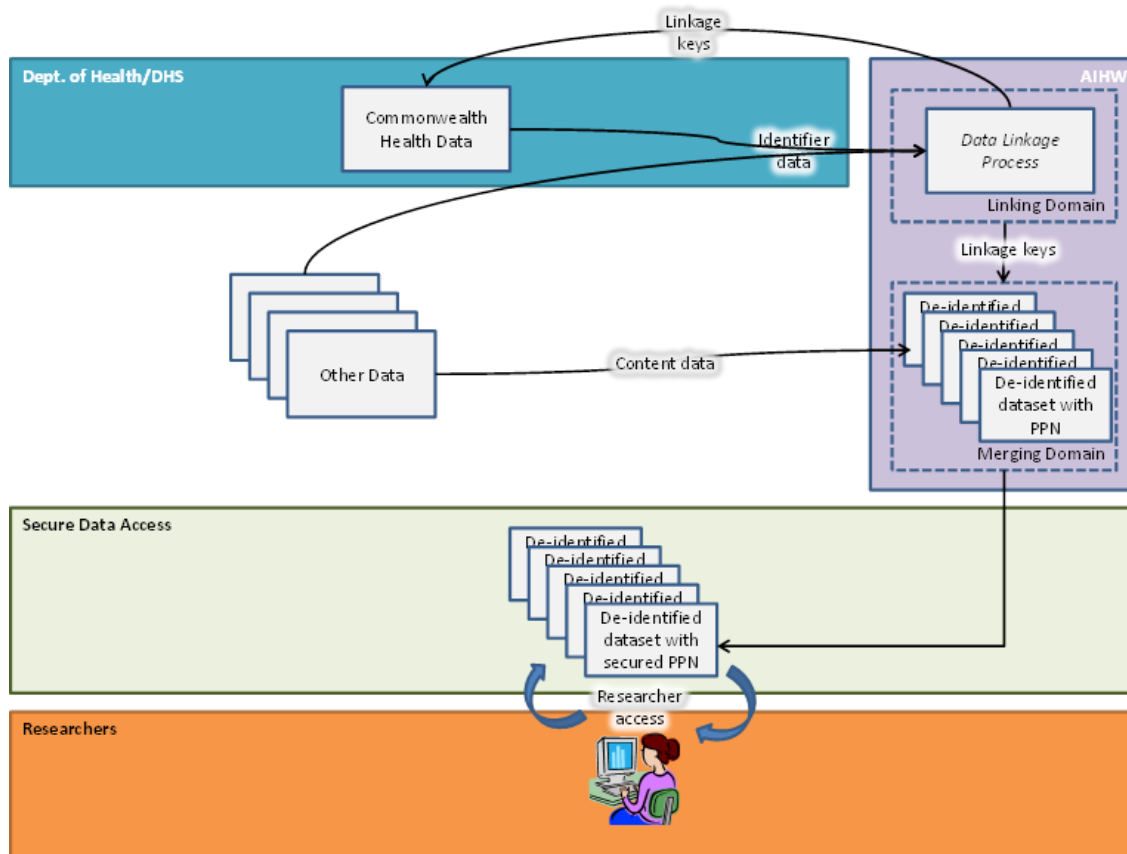 Linkage
keys
Dept. of Health/DHS
AIHW
Commonwealth
Health Data
Identifier
data
Data Linkage
Process
Linking Domain
Linkage keys
Other Data
Content data
De-identified
De-identified
De-identified
De-identified
De-identified
dataset with
PPN
Merging Domain
Secure Data Access
De-identified
De-identified
De-identified
De-identified
De-identified
dataset with
secured PPN
Researcher
access
Researchers